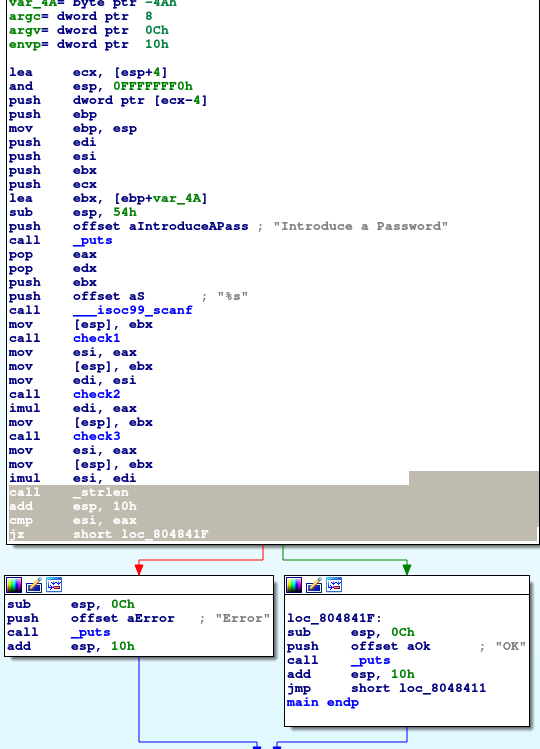 var_4A= byte ptr -4Ah
argc= dword ptr  8
argv= dword ptr  0Ch
envp= dword ptr  10h
lea     ecx, [esp+4]
and     esp, 0FFFFFFF0h
push    dword ptr [ecx-4]
push    ebp
mov     ebp, esp
push    edi
push    esi
push    ebx
push    ecx
lea     ebx, [ebp+var_4A]
sub     esp, 54h
push    offset aIntroduceAPass ; "Introduce a Password"
call    _puts
pop     eax
pop     edx
push    ebx
push    offset aS       ; "%s"
call    ___isoc99_scanf
mov     [esp], ebx
call    check1
mov     esi, eax
mov     [esp], ebx
mov     edi, esi
call    check2
imul    edi, eax
mov     [esp], ebx
call    check3
mov     esi, eax
mov     [esp], ebx
imul    esi, edi
call    _strlen
add     esp, 10h
cmp     esi, eax
jz      short loc_804841F
sub     esp, 0Ch
push    offset aError   ; "Error"
call    _puts
add     esp, 10h
loc_804841F:
sub     esp, 0Ch
push    offset aOk      ; "OK"
call    _puts
add     esp, 10h
jmp     short loc_8048411
main endp